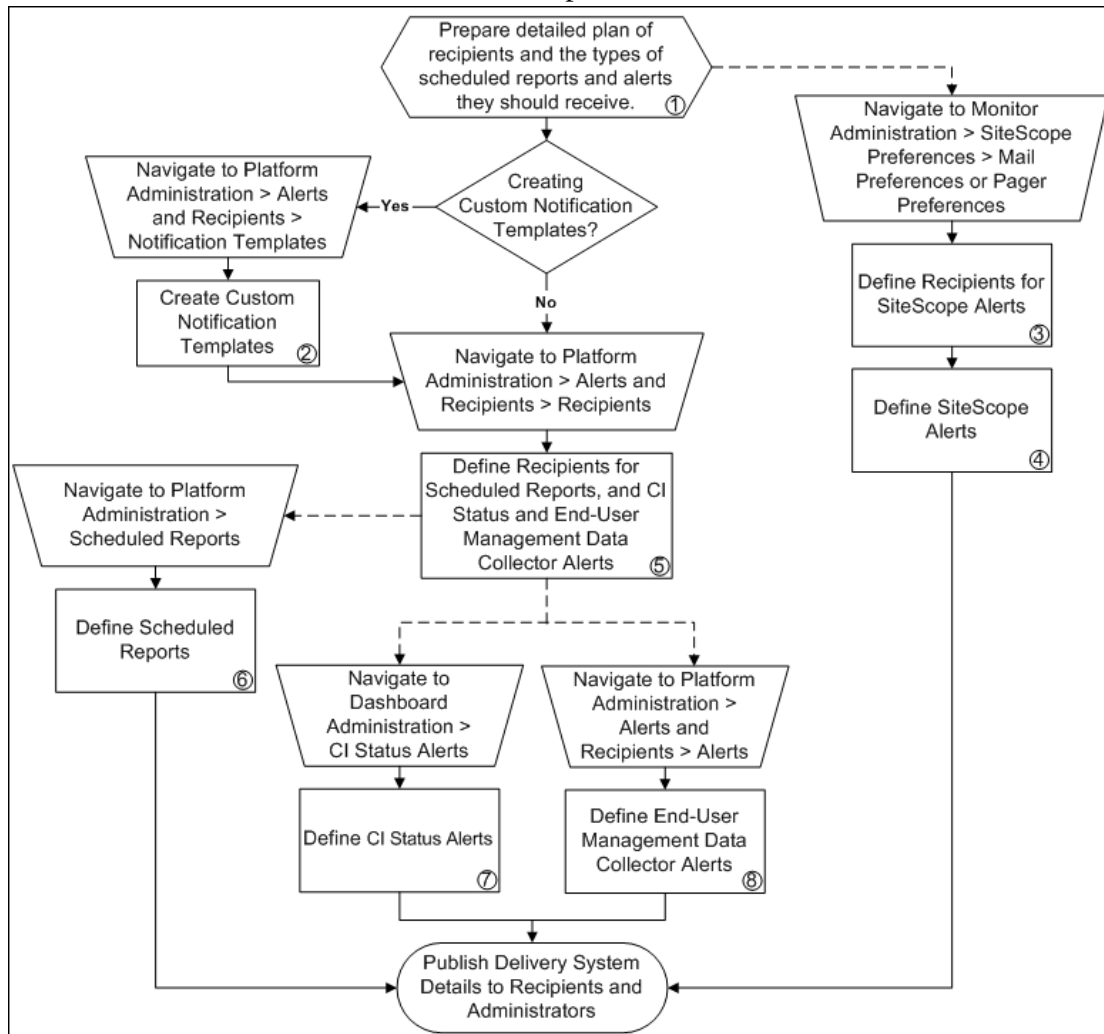 Prepare detailed plan of
recipients and the types of
scheduled reports and alerts
they should receive.
1
Navigate to Monitor
Administration > SiteScope
Preferences > Mail
Preferences or Pager
Preferences
Navigate to Platform
Administration > Alerts
and Recipients >
Notification Templates
Creating
Custom Notification
Templates?
Yes
No
Create Custom
Notification
Templates
2
Define Recipients for
SiteScope Alerts
3
Navigate to Platform
Administration > Alerts and
Recipients > Recipients
Define SiteScope
Alerts
4
Define Recipients for
Scheduled Reports, and CI
Status and End-User
Management Data
Collector Alerts
5
Navigate to Platform
Administration >
Scheduled Reports
Define Scheduled
Reports
6
Navigate to
Dashboard
Administration >
CI Status Alerts
Navigate to Platform
Administration >
Alerts and
Recipients > Alerts
Define CI Status Alerts
7
Define End-User
Management Data
Collector Alerts
8
Publish Delivery System
Details to Recipients and
Administrators